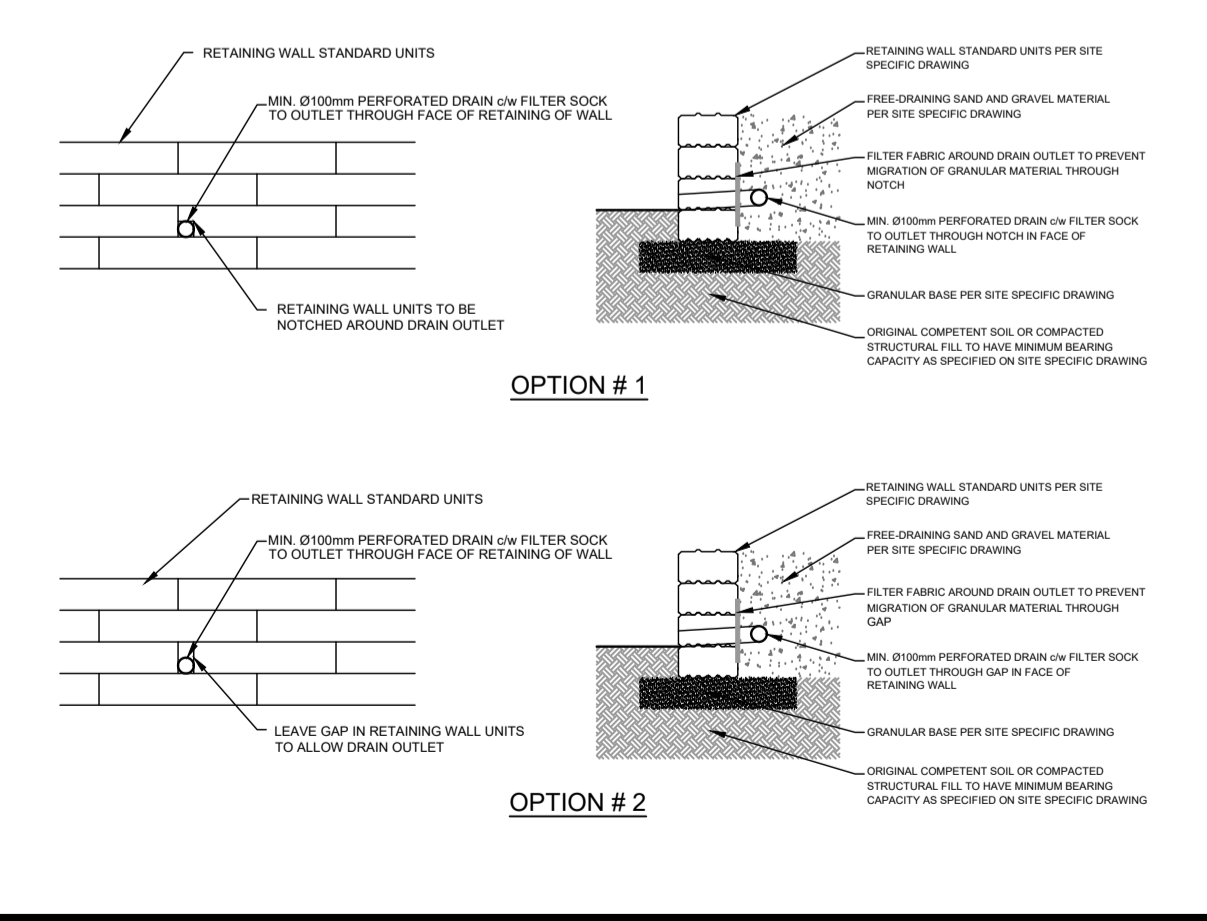 RETAINING WALL STANDARD UNITS
MIN. Ø100mm PERFORATED DRAIN c/w FILTER SOCK
TO OUTLET THROUGH FACE OF RETAINING OF WALL
RETAINING WALL UNITS TO BE
NOTCHED AROUND DRAIN OUTLET
RETAINING WALL STANDARD UNITS PER SITE
SPECIFIC DRAWING
FREE-DRAINING SAND AND GRAVEL MATERIAL
PER SITE SPECIFIC DRAWING
FILTER FABRIC AROUND DRAIN OUTLET TO PREVENT
MIGRATION OF GRANULAR MATERIAL THROUGH
NOTCH
MIN. Ø100mm PERFORATED DRAIN c/w FILTER SOCK
TO OUTLET THROUGH NOTCH IN FACE OF
RETAINING WALL
GRANULAR BASE PER SITE SPECIFIC DRAWING
ORIGINAL COMPETENT SOIL OR COMPACTED
STRUCTURAL FILL TO HAVE MINIMUM BEARING
CAPACITY AS SPECIFIED ON SITE SPECIFIC DRAWING
OPTION # 1
RETAINING WALL STANDARD UNITS
MIN. Ø100mm PERFORATED DRAIN c/w FILTER SOCK
TO OUTLET THROUGH FACE OF RETAINING OF WALL
LEAVE GAP IN RETAINING WALL UNITS
TO ALLOW DRAIN OUTLET
RETAINING WALL STANDARD UNITS PER SITE
SPECIFIC DRAWING
FREE-DRAINING SAND AND GRAVEL MATERIAL
PER SITE SPECIFIC DRAWING
FILTER FABRIC AROUND DRAIN OUTLET TO PREVENT
MIGRATION OF GRANULAR MATERIAL THROUGH
GAP
MIN. Ø100mm PERFORATED DRAIN c/w FILTER SOCK
TO OUTLET THROUGH GAP IN FACE OF
RETAINING WALL
GRANULAR BASE PER SITE SPECIFIC DRAWING
ORIGINAL COMPETENT SOIL OR COMPACTED
STRUCTURAL FILL TO HAVE MINIMUM BEARING
CAPACITY AS SPECIFIED ON SITE SPECIFIC DRAWING
OPTION # 2